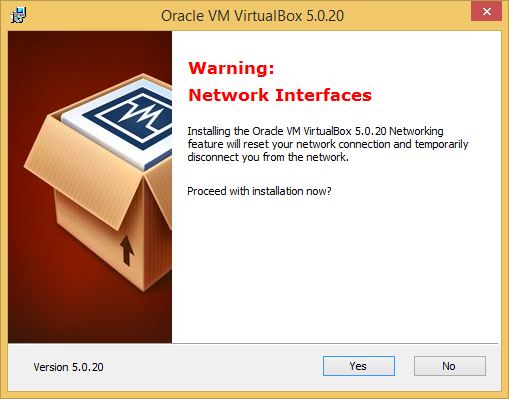 Oracle VM VirtualBox 5.0.20
Warning:
Network Interfaces
Installing the Oracle VM VirtualBox 5.0.20 Networking
feature will reset your network connection and temporarily
disconnect you from the network.
Proceed with installation now?
Version 5.0.20
Yes
No